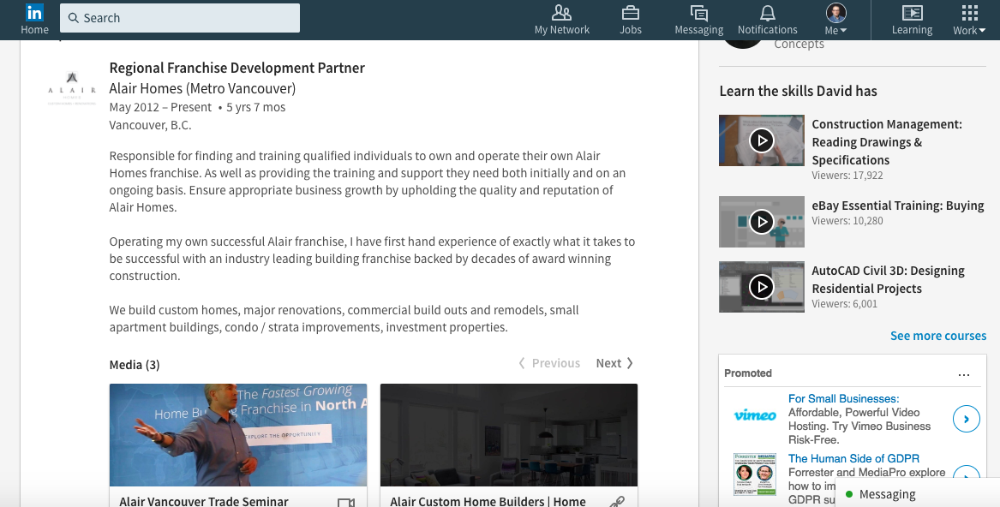 in
Search
Home
My Network
Jobs
Messaging
Notifications
Me
Learning
Work
Regional Franchise Development Partner
Alair Homes (Metro Vancouver)
May 2012 – Present • 5 yrs 7 mos
Vancouver, B.C.
ALAIR
HOMES
Responsible for finding and training qualified individuals to own and operate their own Alair
Homes franchise. As well as providing the training and support they need both initially and on an
ongoing basis. Ensure appropriate business growth by upholding the quality and reputation of
Alair Homes.
Operating my own successful Alair franchise, I have first hand experience of exactly what it takes to
be successful with an industry leading building franchise backed by decades of award winning
construction.
We build custom homes, major renovations, commercial build outs and remodels, small
apartment buildings, condo / strata improvements, investment properties.
Media (3)
Previous
Next
The Fastest Growing
Home Franchise in North A
EXPLORE THE OPPORTUNITY
Alair Vancouver Trade Seminar
Alair Custom Home Builders | Home
Concepts
Learn the skills David has
Construction Management:
Reading Drawings &
Specifications
Viewers: 17,922
eBay Essential Training: Buying
Viewers: 10,280
AutoCAD Civil 3D: Designing
Residential Projects
Viewers: 6,001
See more courses
Promoted
...
vimeo
For Small Businesses:
Affordable, Powerful Video
Hosting. Try Vimeo Business
Risk-Free.
FORRESTER MEDIAPRO
The Human Side of GDPR
Forrester and MediaPro explore
how to im
GDPR su
Messaging